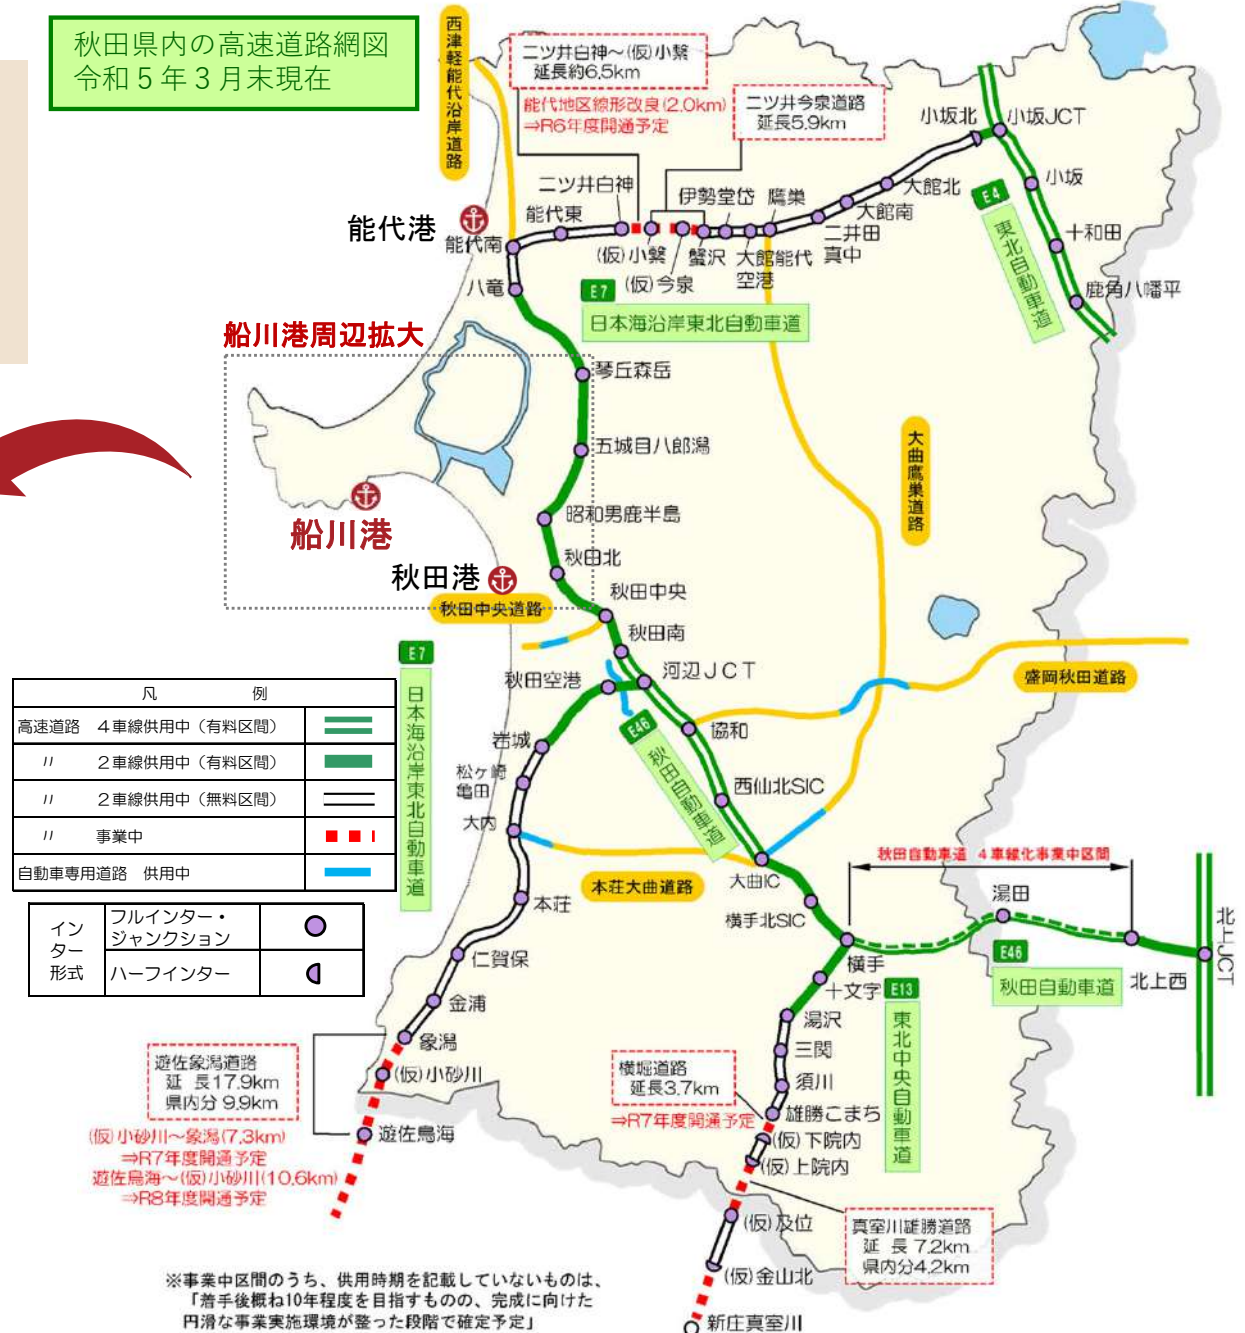 秋田県内の高速道路網図
令和５年３月末現在
西津軽能代沿岸道路
二ツ井白神～(仮)小繋
延長約6.5km
能代地区線形改良(2.0km)
⇒R6年度開通予定
二ツ井今泉道路
延長5.9km
小坂北
小坂JCT
小坂
E4
東北自動車道
十和田
鹿角八幡平
大館北
大館南
二井田
真中
鷹巣
伊勢堂岱
大館能代
空港
蟹沢
(仮)今泉
(仮)小繋
二ツ井白神
能代東
能代港
能代南
八竜
E7
日本海沿岸東北自動車道
船川港周辺拡大
琴丘森岳
五城目八郎潟
大曲鷹巣道路
昭和男鹿半島
船川港
秋田北
秋田港
秋田中央
秋田中央道路
秋田南
河辺ＪＣＴ
秋田空港
盛岡秋田道路
E7
日本海沿岸東北自動車道
凡例
高速道路　４車線供用中（有料区間）
〃　２車線供用中（有料区間）
〃　２車線供用中（無料区間）
〃　事業中
自動車専用道路　供用中
インター形式
フルインター・
ジャンクション
ハーフインター
岩城
松ヶ崎
亀田
大内
E46
秋田自動車道
協和
西仙北SIC
本荘大曲道路
大曲IC
秋田自動車道　４車線化事業中区間
横手北SIC
湯田
北上JCT
本荘
仁賀保
横手
E46
秋田自動車道
北上西
十文字
E13
東北中央自動車道
金浦
湯沢
象潟
三関
遊佐象潟道路
延　長17.9km
県内分 9.9km
(仮)小砂川
横堀道路
延長3.7km
⇒R7年度開通予定
須川
雄勝こまち
(仮)小砂川～象潟(7.3km)
⇒R7年度開通予定
遊佐鳥海～(仮)小砂川(10.6km)
⇒R8年度開通予定
遊佐鳥海
(仮)下院内
(仮)上院内
(仮)及位
真室川雄勝道路
延　長 7.2km
県内分4.2km
(仮)金山北
※事業中区間のうち、供用時期を記載していないものは、
「着手後概ね10年程度を目指すものの、完成に向けた
円滑な事業実施環境が整った段階で確定予定」
新庄真室川